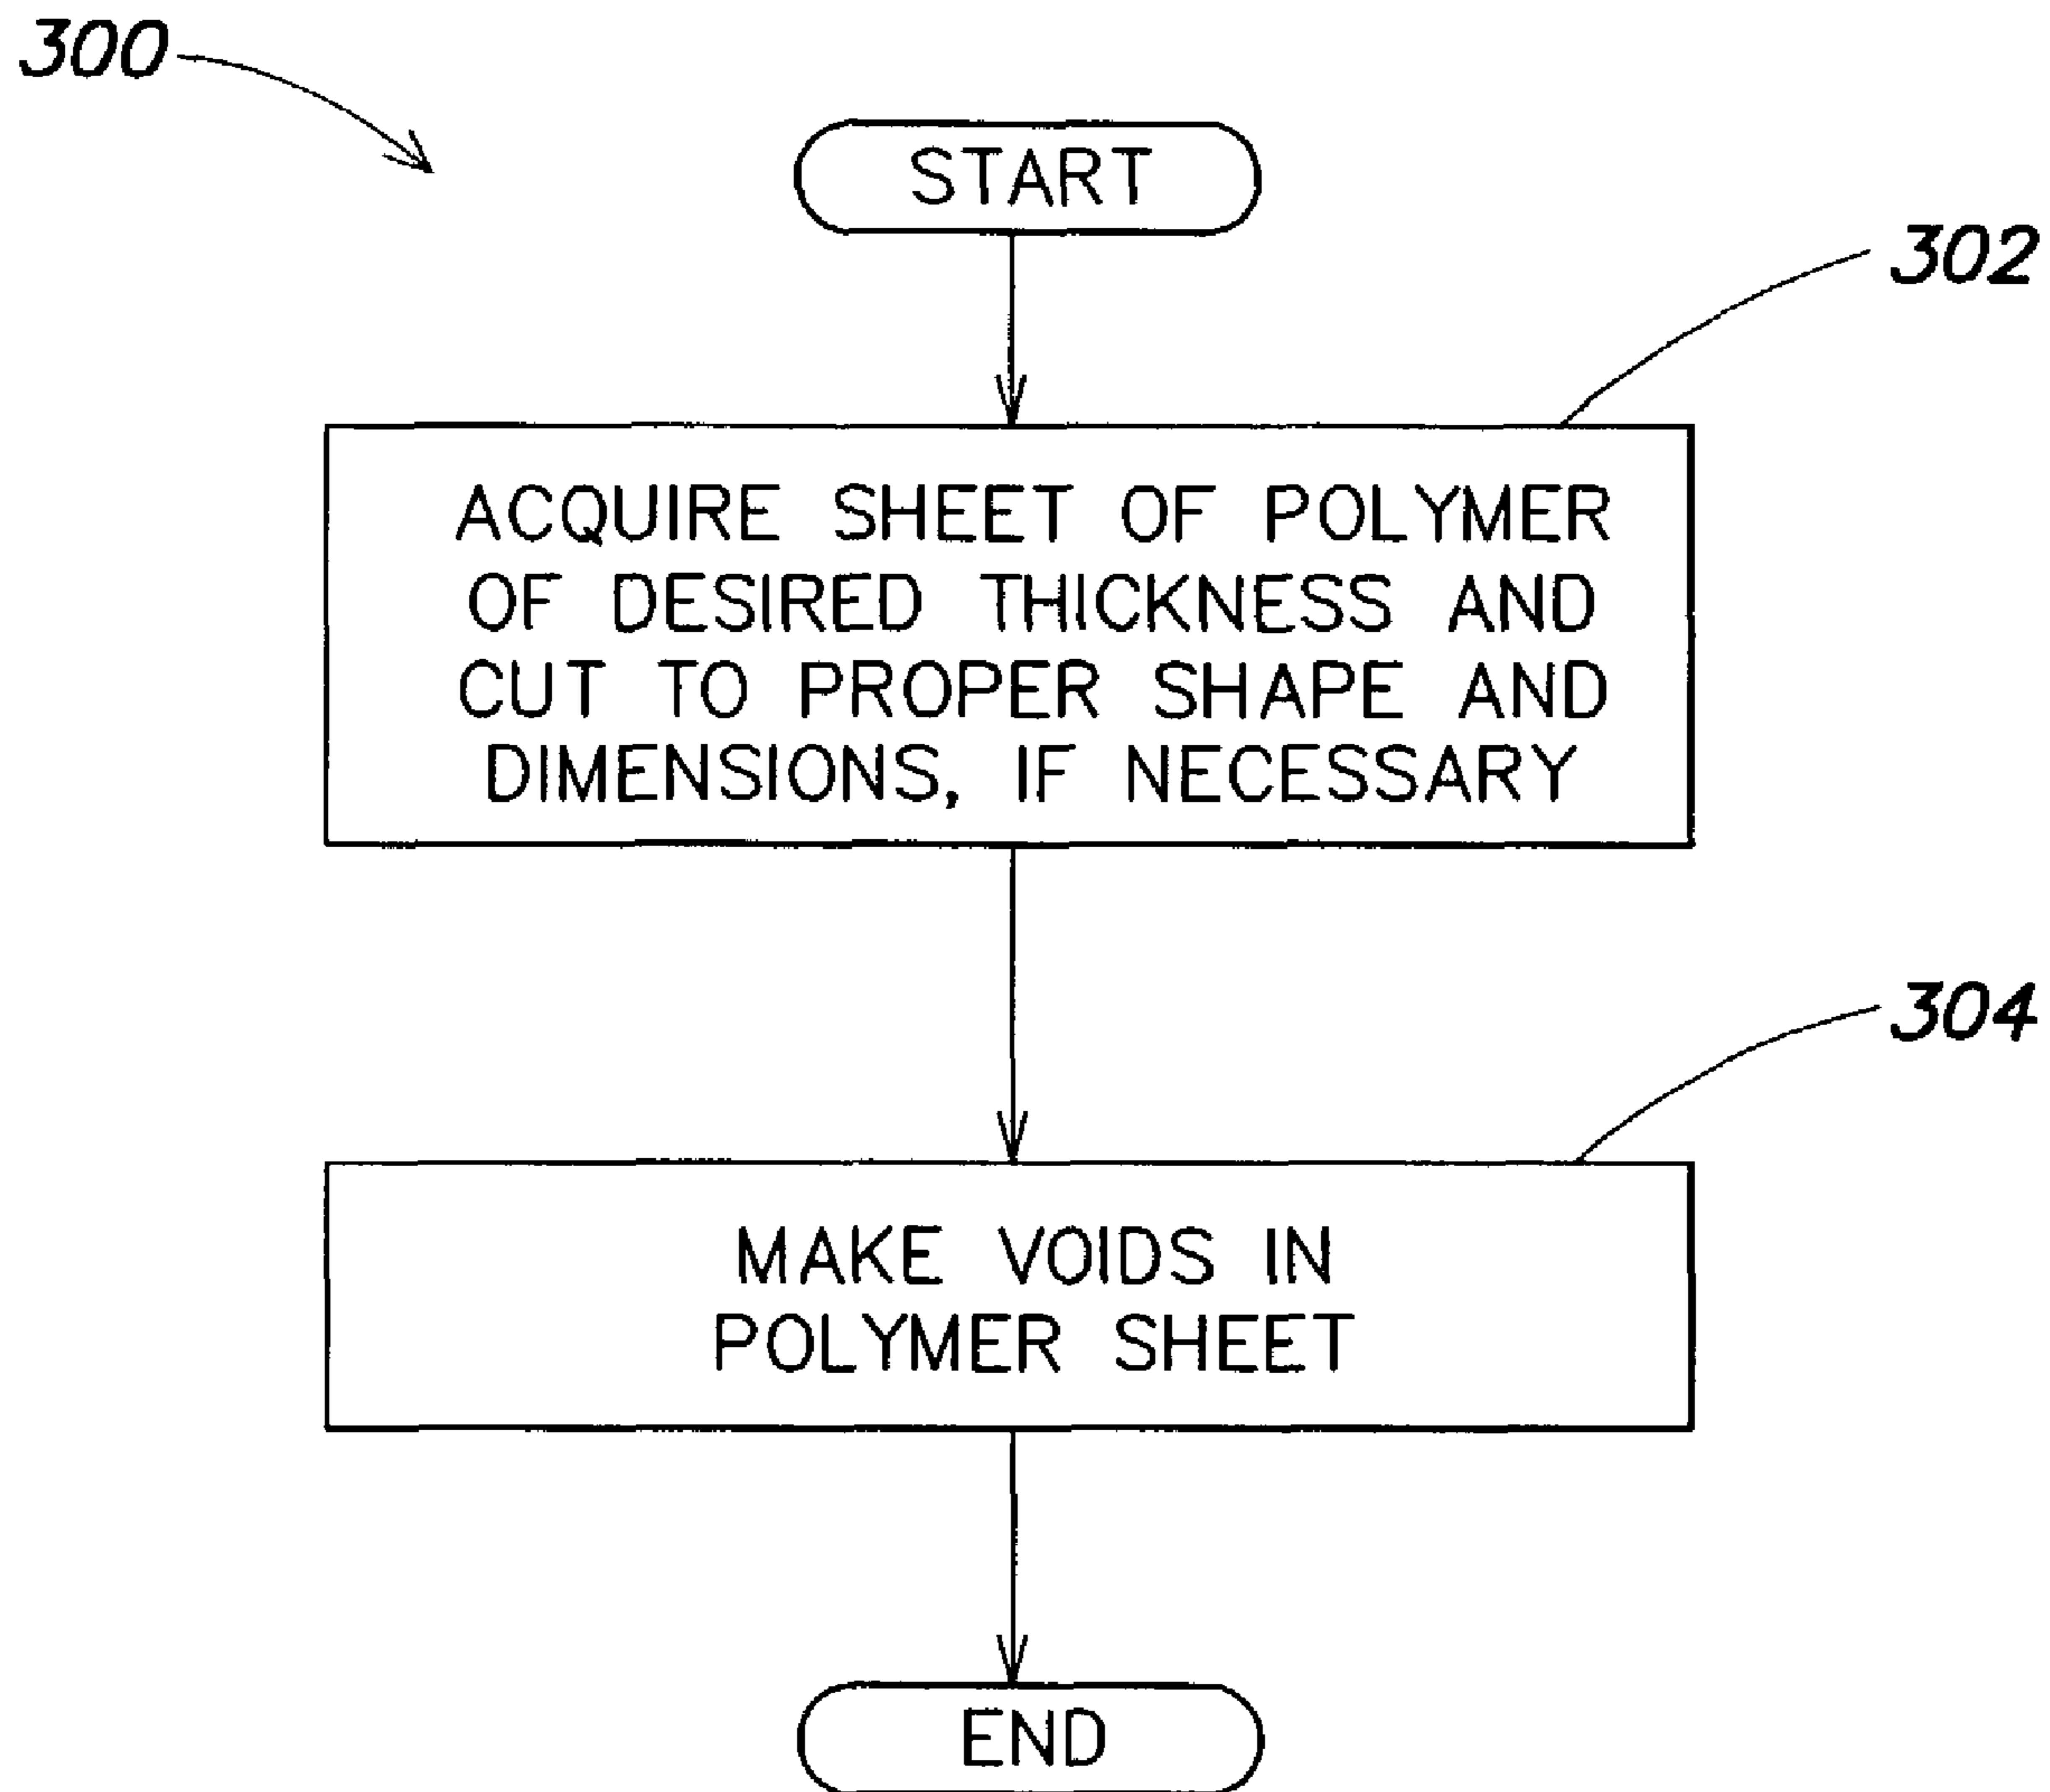 300
START
302
ACQUIRE SHEET OF POLYMER
OF DESIRED THICKNESS AND
CUT TO PROPER SHAPE AND
DIMENSIONS, IF NECESSARY
304
MAKE VOIDS IN
POLYMER SHEET
END